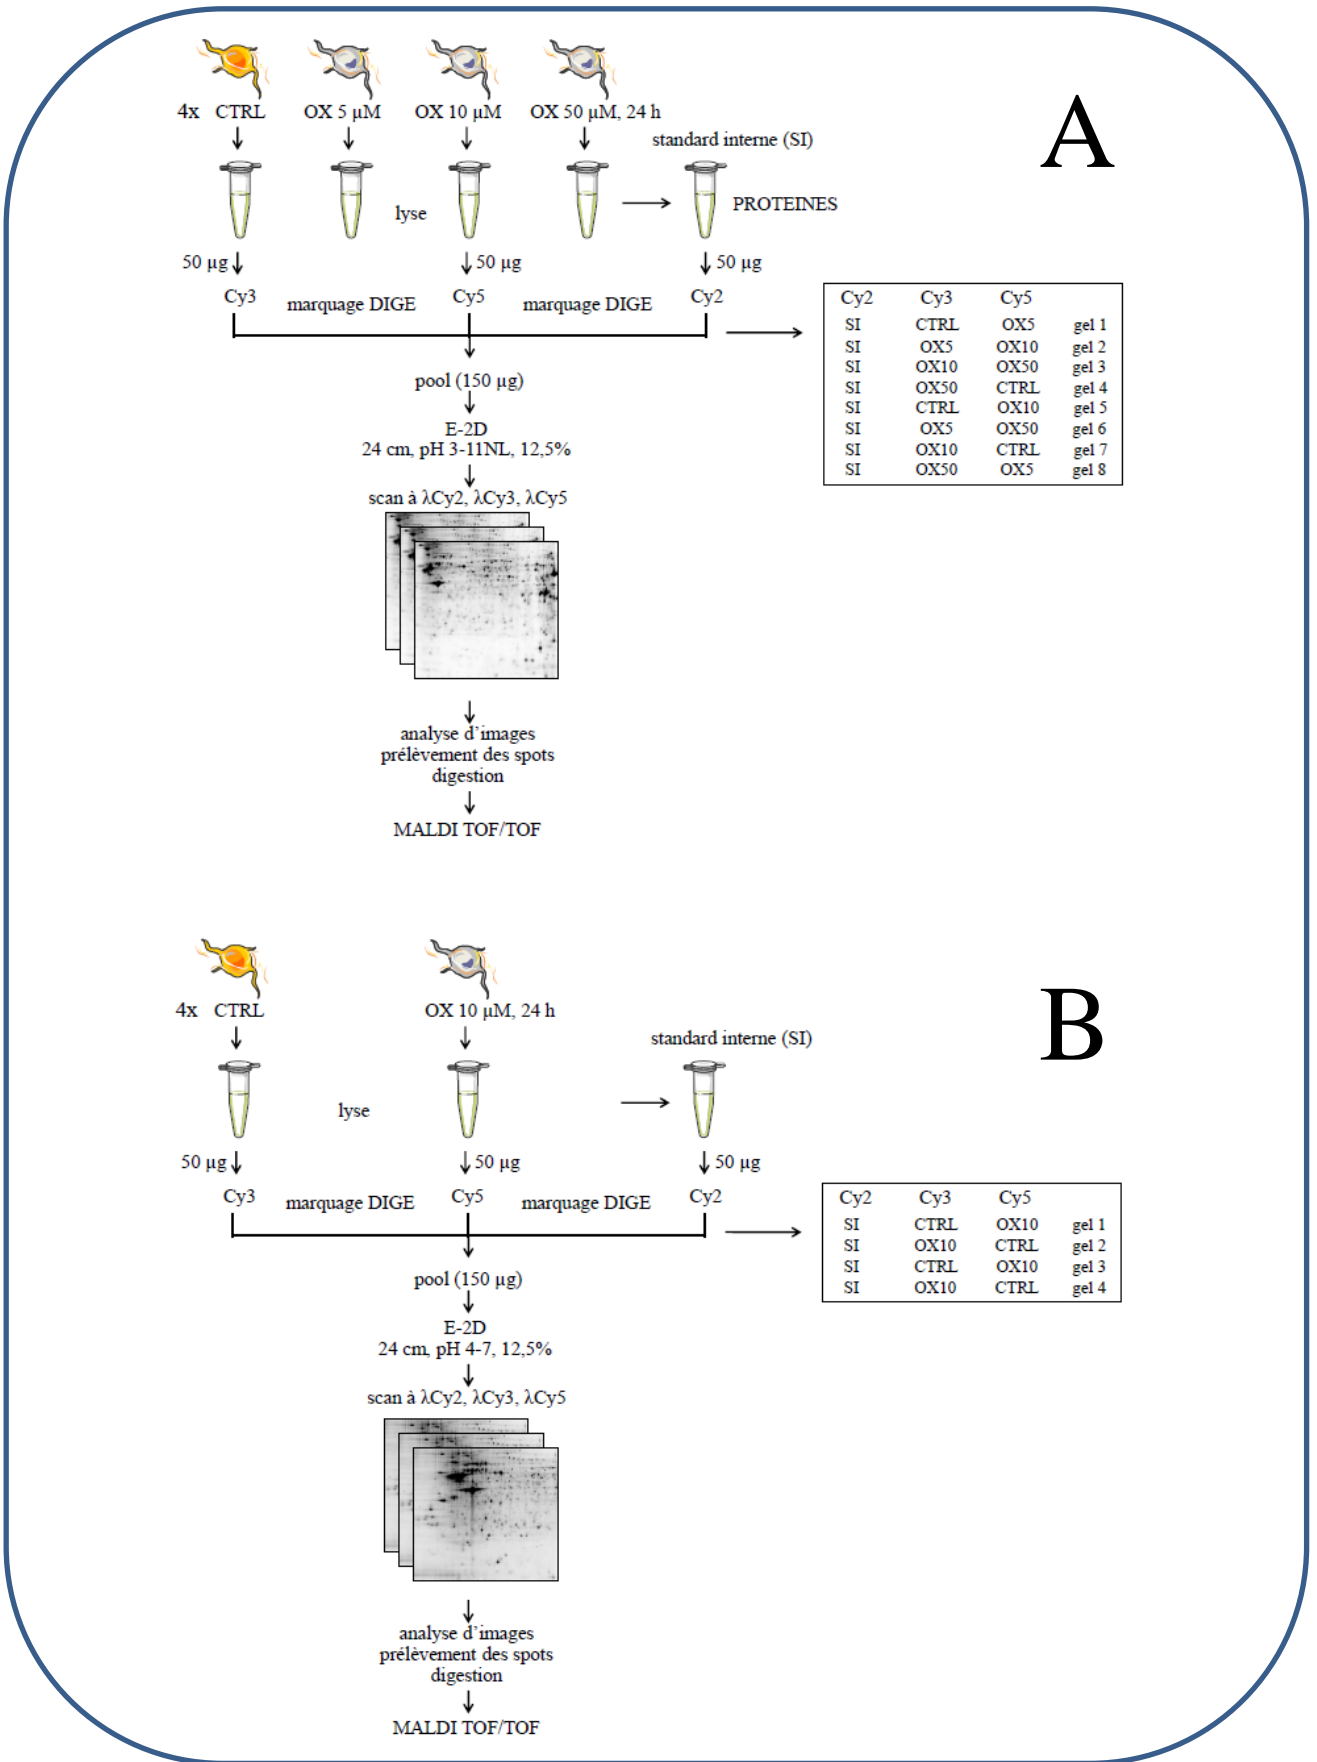 A
4x CTRL OX 5 µM OX 10 µM OX 50 µM, 24 h
standard interne (SI)
lyse
PROTEINES
50 µg 50 µg 50 µg
Cy3 marquage DIGE Cy5 marquage DIGE Cy2
Cy2 Cy3 Cy5
SI CTRL OX5 gel 1
SI OX5 OX10 gel 2
SI OX10 OX50 gel 3
SI OX50 CTRL gel 4
SI CTRL OX10 gel 5
SI OX5 OX50 gel 6
SI OX10 CTRL gel 7
SI OX50 OX5 gel 8
pool (150 µg)
E-2D
24 cm, pH 3-11NL, 12,5%
scan à λCy2, λCy3, λCy5
analyse d’images
prélèvement des spots
digestion
MALDI TOF/TOF
B
4x CTRL OX 10 µM, 24 h
standard interne (SI)
lyse
50 µg 50 µg 50 µg
Cy3 marquage DIGE Cy5 marquage DIGE Cy2
Cy2 Cy3 Cy5
SI CTRL OX10 gel 1
SI OX10 CTRL gel 2
SI CTRL OX10 gel 3
SI OX10 CTRL gel 4
pool (150 µg)
E-2D
24 cm, pH 4-7, 12,5%
scan à λCy2, λCy3, λCy5
analyse d’images
prélèvement des spots
digestion
MALDI TOF/TOF